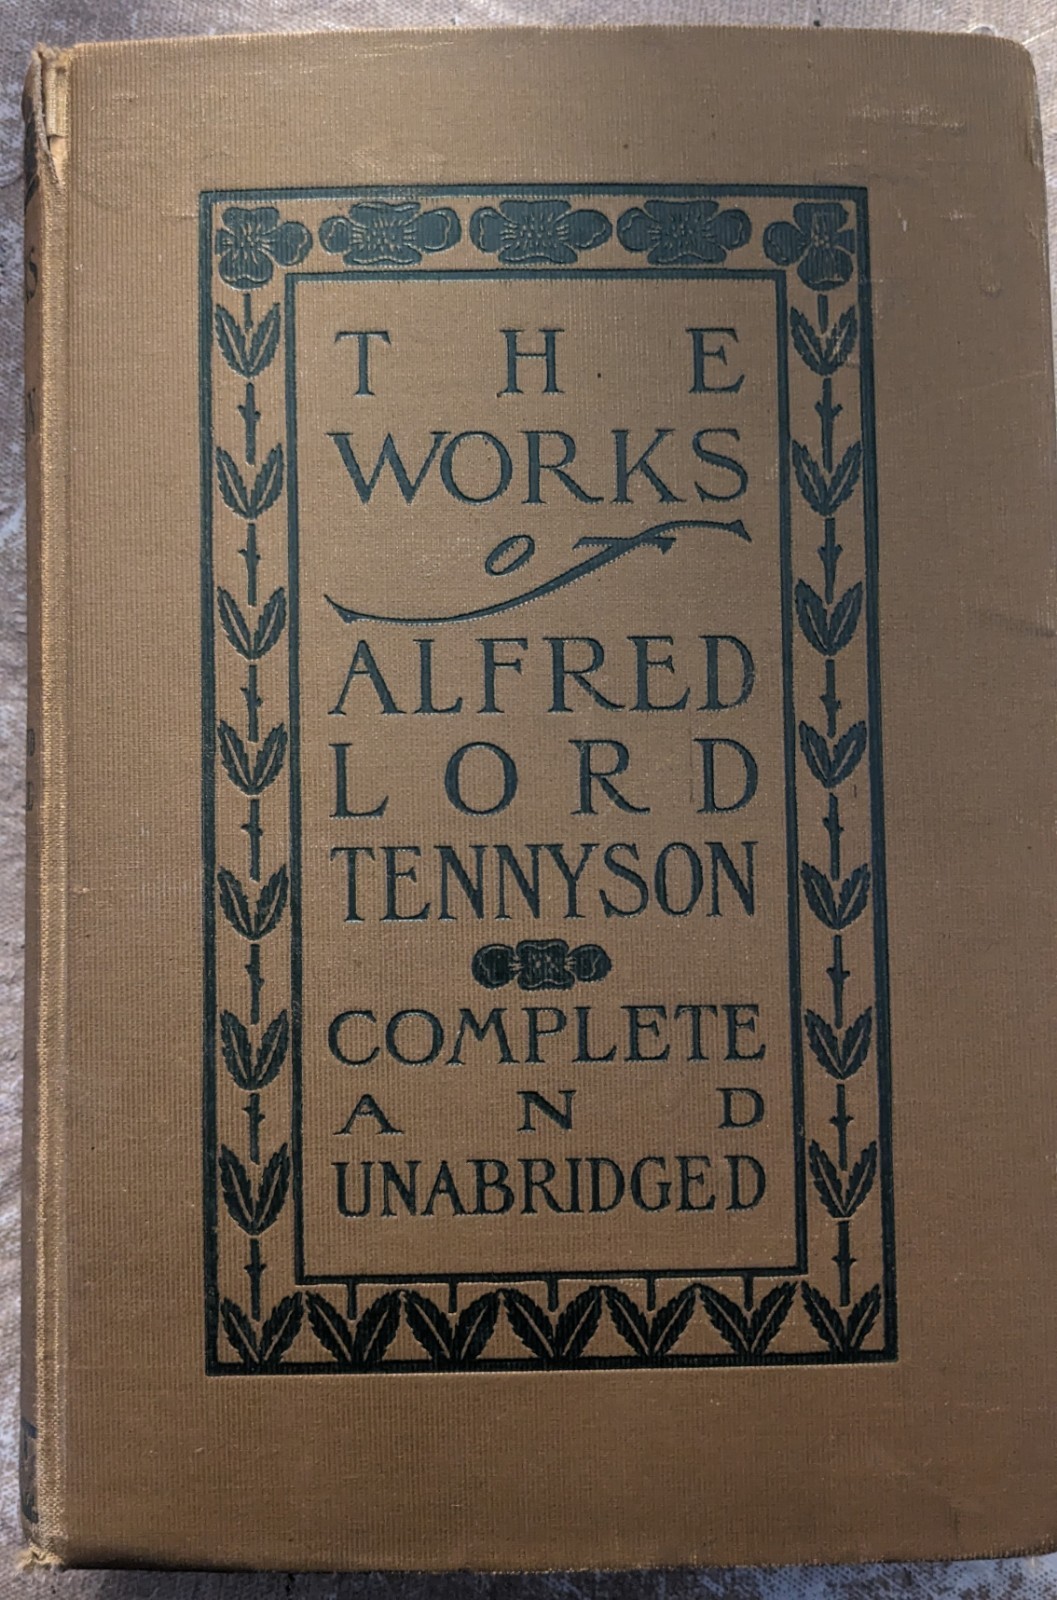 THE
WORKS
of
ALFRED
LORD
TENNYSON
COMPLETE
AND
UNABRIDGED